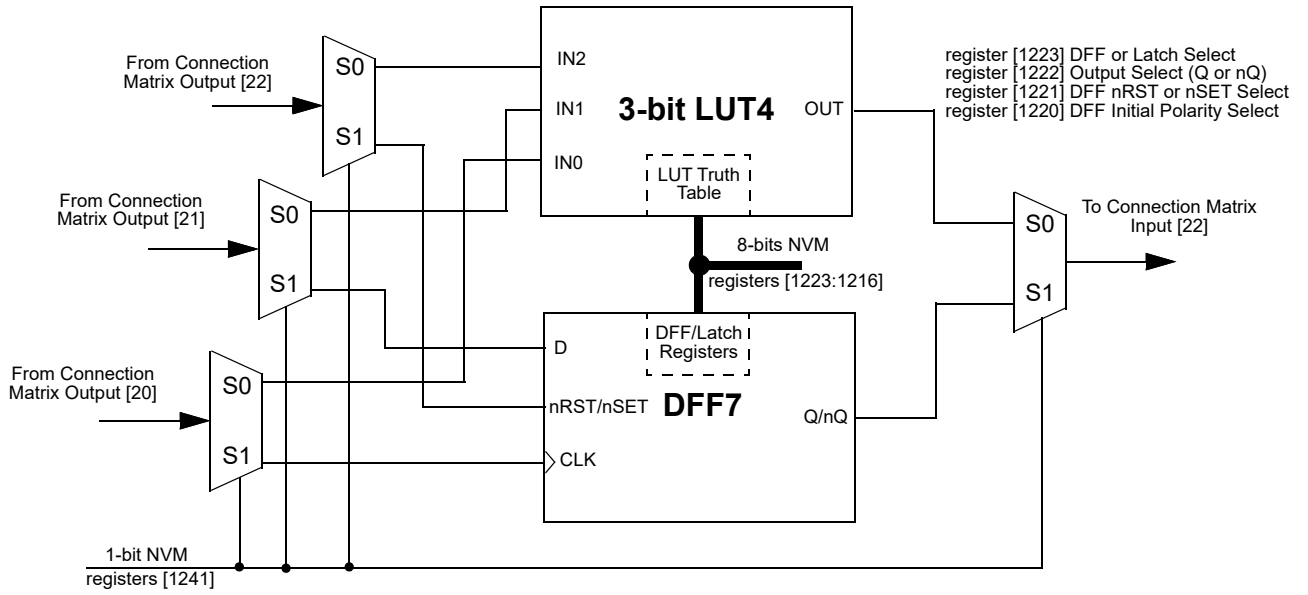 From Connection
Matrix Output [22]
S0
S1
IN2
IN1
IN0
3-bit LUT4
OUT
LUT Truth
Table
register [1223] DFF or Latch Select
register [1222] Output Select (Q or nQ)
register [1221] DFF nRST or nSET Select
register [1220] DFF Initial Polarity Select
From Connection
Matrix Output [21]
S0
S1
8-bits NVM
registers [1223:1216]
S0
S1
To Connection Matrix
Input [22]
From Connection
Matrix Output [20]
S0
S1
D
nRST/nSET
CLK
DFF/Latch
Registers
DFF7
Q/nQ
1-bit NVM
registers [1241]